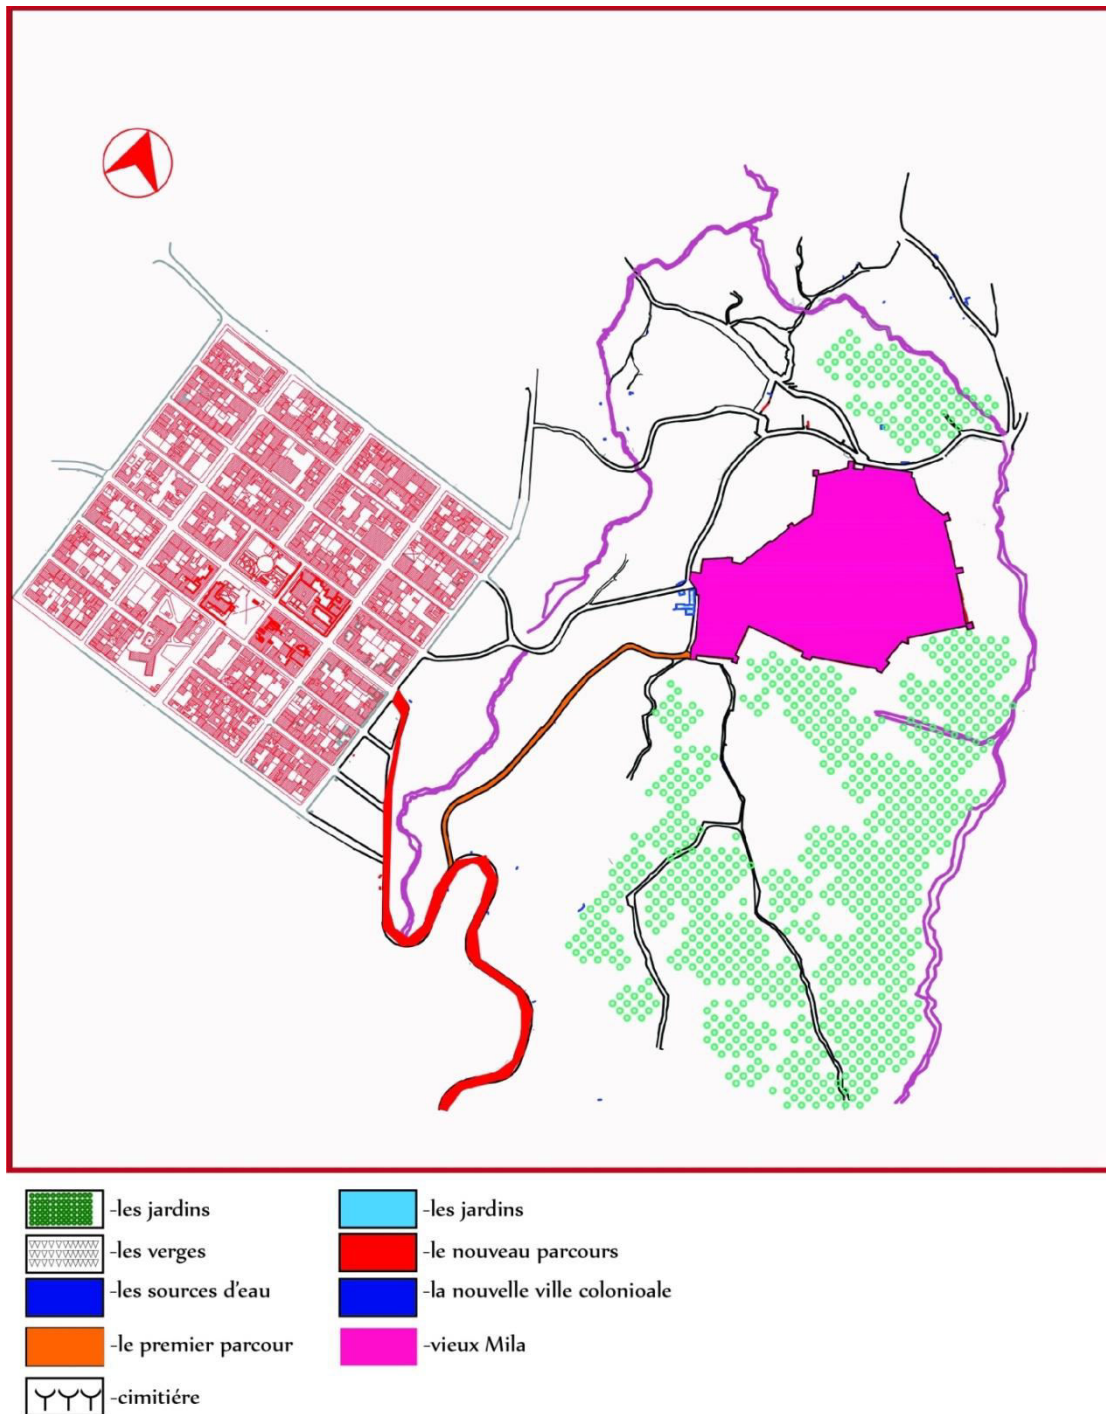 -les jardins
-les verges
-les sources d'eau
-le premier parcour
-cimitiére
-les jardins
-le nouveau parcours
-la nouvelle ville colonioale
-vieux Mila